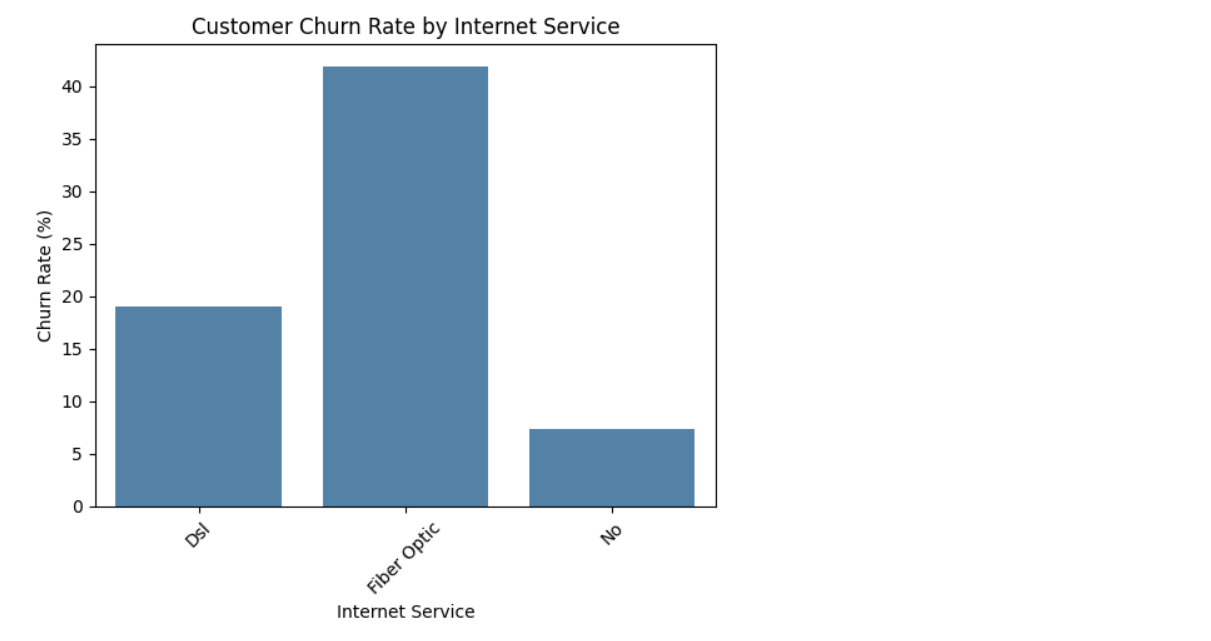 Customer Churn Rate by Internet Service
Churn Rate (%)
40
35
30
25
20
15
10
5
0
Dsl
Fiber Optic
No
Internet Service